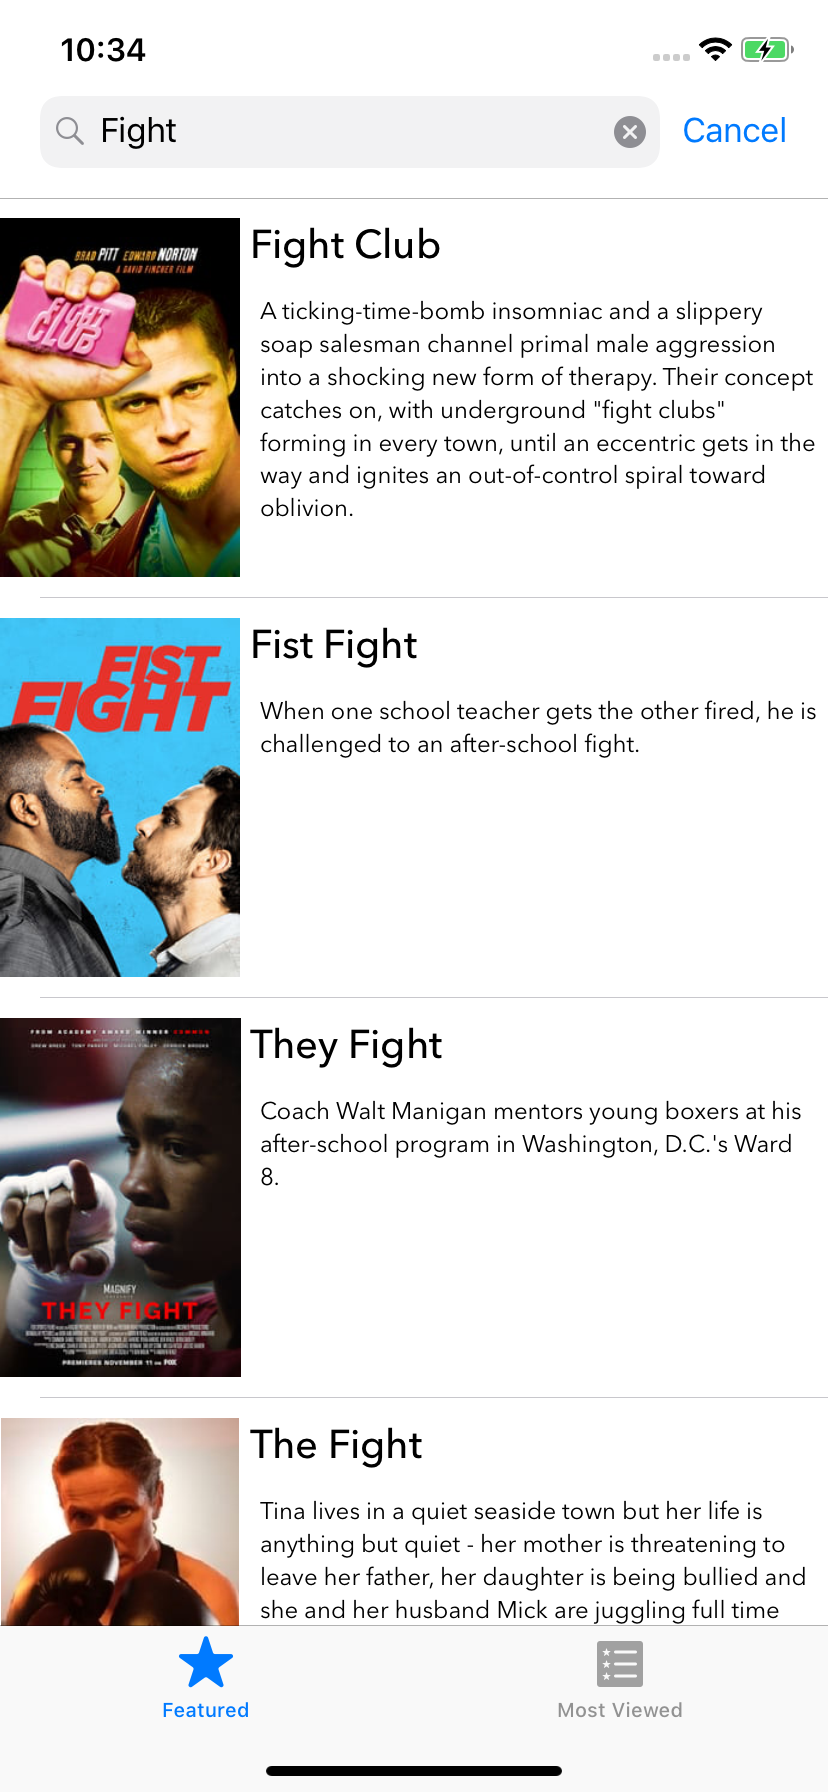 10:34
Fight
Cancel
BRAD PITT EDWARD NORTON
A DAVID FINCHER FILM
FIGHT
CLUB
Fight Club
A ticking-time-bomb insomniac and a slippery
soap salesman channel primal male aggression
into a shocking new form of therapy. Their concept
catches on, with underground "fight clubs"
forming in every town, until an eccentric gets in the
way and ignites an out-of-control spiral toward
oblivion.
FIST
FIGHT
Fist Fight
When one school teacher gets the other fired, he is
challenged to an after-school fight.
FROM ACADEMY AWARD WINNER COMMON
MAGNIFY
THEY FIGHT
PREMIERES NOVEMBER 11 ON FOX
They Fight
Coach Walt Manigan mentors young boxers at his
after-school program in Washington, D.C.'s Ward
8.
The Fight
Tina lives in a quiet seaside town but her life is
anything but quiet - her mother is threatening to
leave her father, her daughter is being bullied and
she and her husband Mick are juggling full time
Featured
Most Viewed